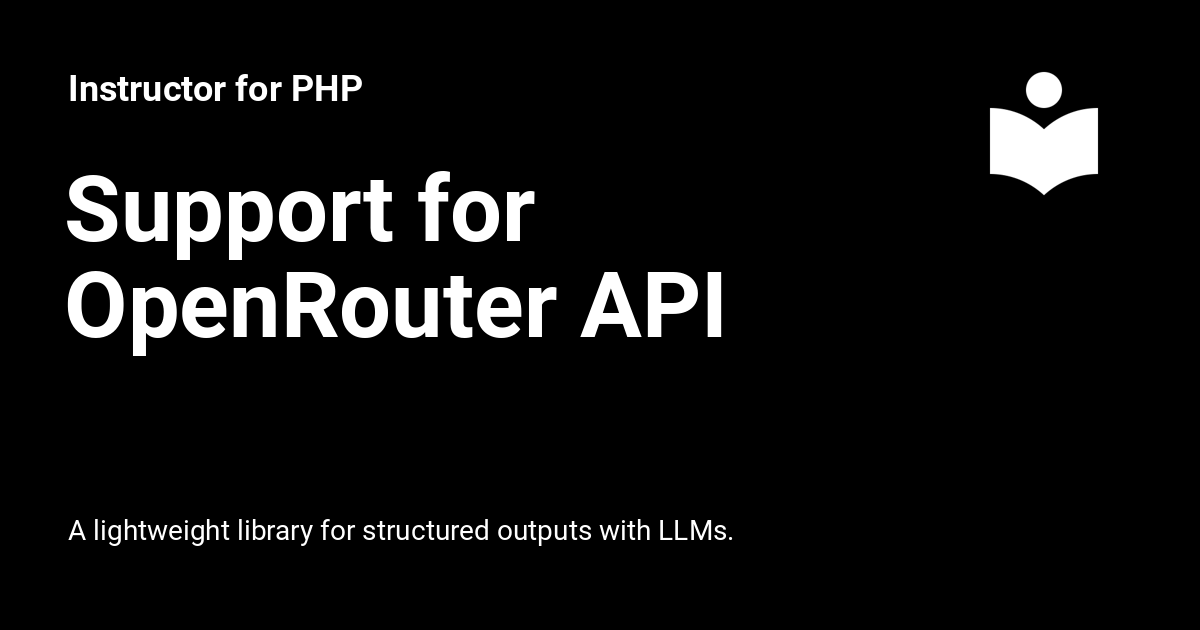 Instructor for PHP
Support for
OpenRouter API
A lightweight library for structured outputs with LLMs.